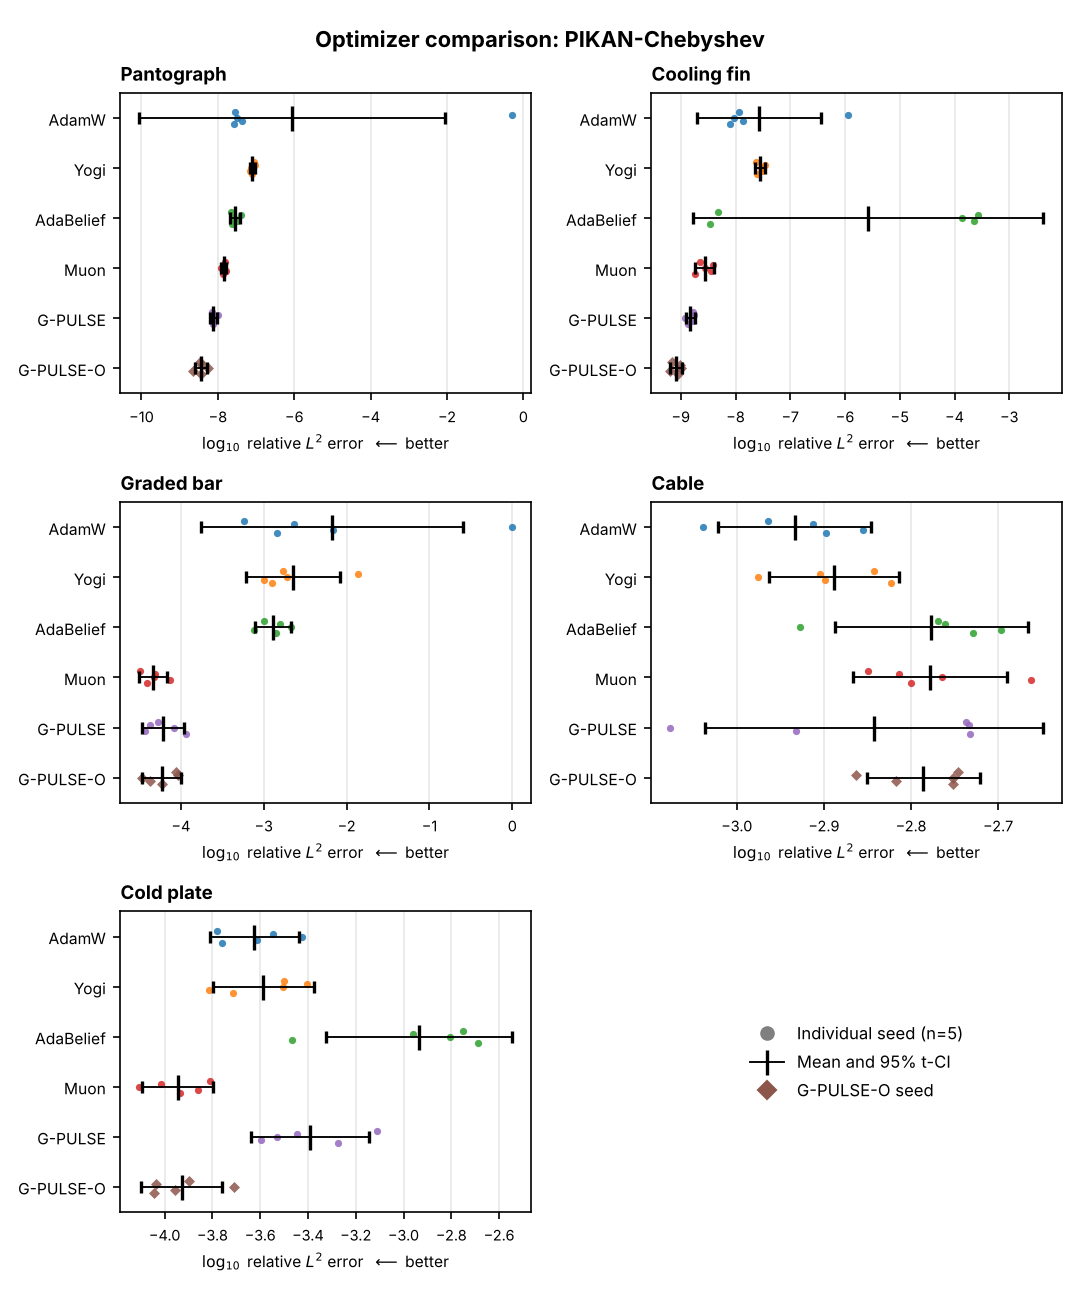 Optimizer comparison: PIKAN-Chebyshev
Pantograph
AdamW
Yogi
AdaBelief
Muon
G-PULSE
G-PULSE-O
−10 −8 −6 −4 −2 0
log₁₀ relative L² error ⟵ better
Cooling fin
AdamW
Yogi
AdaBelief
Muon
G-PULSE
G-PULSE-O
−9 −8 −7 −6 −5 −4 −3
log₁₀ relative L² error ⟵ better
Graded bar
AdamW
Yogi
AdaBelief
Muon
G-PULSE
G-PULSE-O
−4 −3 −2 −1 0
log₁₀ relative L² error ⟵ better
Cable
AdamW
Yogi
AdaBelief
Muon
G-PULSE
G-PULSE-O
−3.0 −2.9 −2.8 −2.7
log₁₀ relative L² error ⟵ better
Cold plate
AdamW
Yogi
AdaBelief
Muon
G-PULSE
G-PULSE-O
−4.0 −3.8 −3.6 −3.4 −3.2 −3.0 −2.8 −2.6
log₁₀ relative L² error ⟵ better
Individual seed (n=5)
Mean and 95% t-CI
G-PULSE-O seed